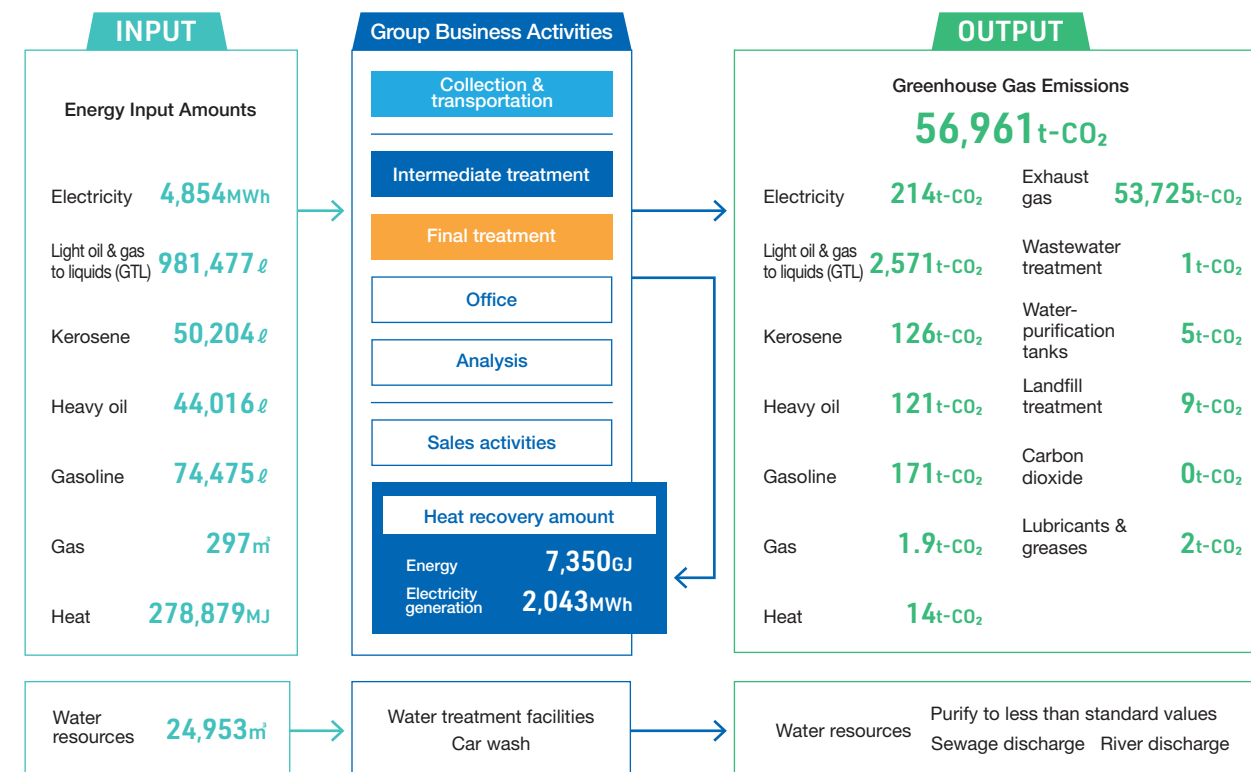 INPUT
Energy Input Amounts
Electricity 4,854MWh
Light oil & gas
to liquids (GTL) 981,477ℓ
Kerosene 50,204ℓ
Heavy oil 44,016ℓ
Gasoline 74,475ℓ
Gas 297㎥
Heat 278,879MJ
Water
resources 24,953㎥
Group Business Activities
Collection &
transportation
Intermediate treatment
Final treatment
Office
Analysis
Sales activities
Heat recovery amount
Energy 7,350GJ
Electricity
generation 2,043MWh
Water treatment facilities
Car wash
OUTPUT
Greenhouse Gas Emissions
56,961t-CO₂
Electricity 214t-CO₂
Light oil & gas
to liquids (GTL) 2,571t-CO₂
Kerosene 126t-CO₂
Heavy oil 121t-CO₂
Gasoline 171t-CO₂
Gas 1.9t-CO₂
Heat 14t-CO₂
Exhaust
gas 53,725t-CO₂
Wastewater
treatment 1t-CO₂
Water-
purification
tanks 5t-CO₂
Landfill
treatment 9t-CO₂
Carbon
dioxide 0t-CO₂
Lubricants &
greases 2t-CO₂
Water resources
Purify to less than standard values
Sewage discharge River discharge